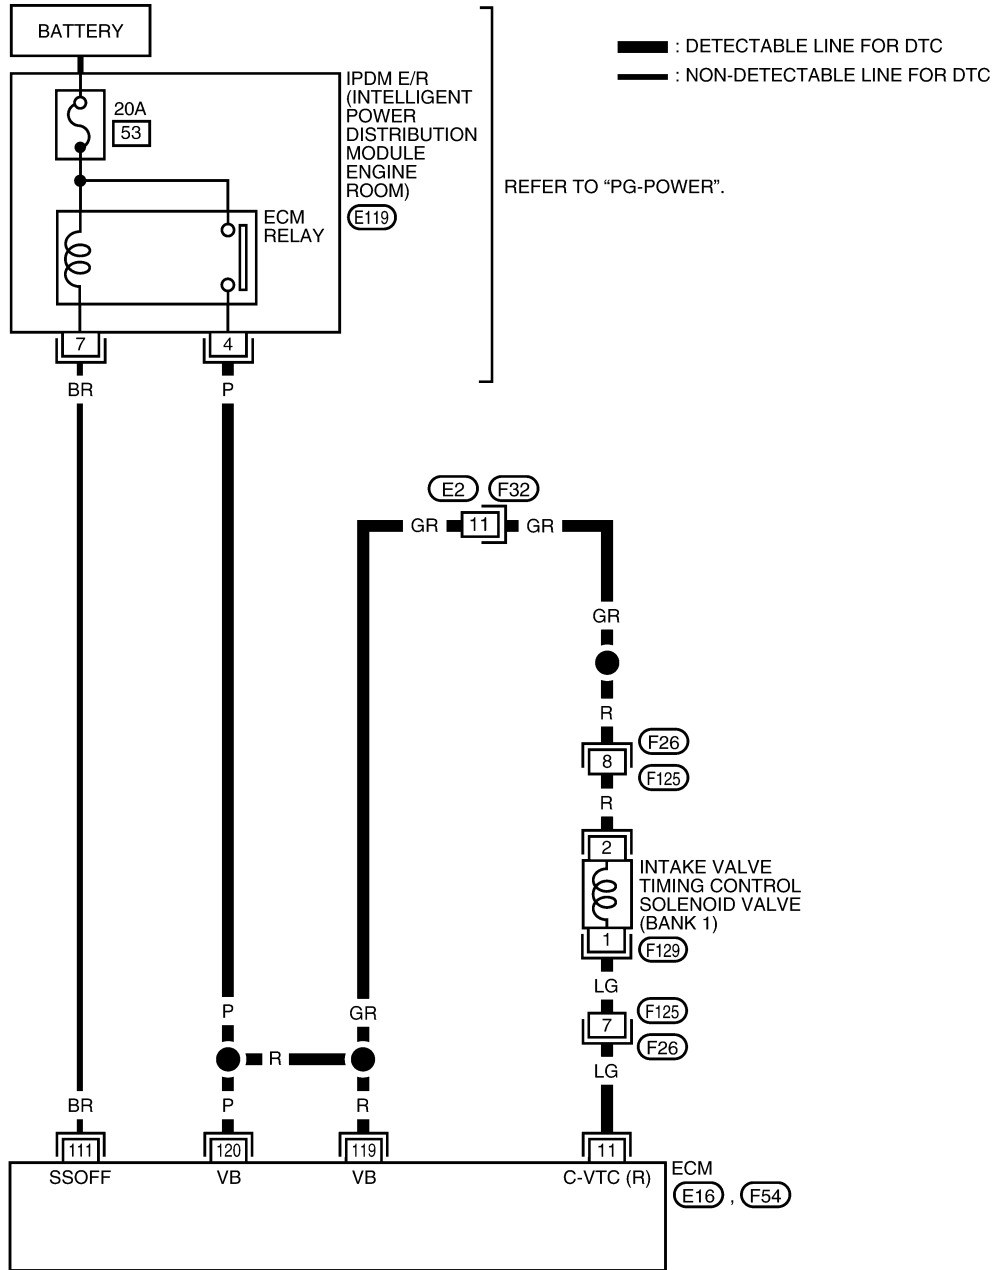 BATTERY
: DETECTABLE LINE FOR DTC
: NON-DETECTABLE LINE FOR DTC
20A
53
IPDM E/R
(INTELLIGENT
POWER
DISTRIBUTION
MODULE
ENGINE
ROOM)
E119
REFER TO “PG-POWER”.
ECM
RELAY
7
4
BR
P
E2
F32
GR
11
GR
GR
R
8
F26
F125
R
2
INTAKE VALVE
TIMING CONTROL
SOLENOID VALVE
(BANK 1)
1
F129
LG
F125
7
F26
LG
P
GR
R
BR
P
R
111
120
119
11
SSOFF
VB
VB
C-VTC (R)
ECM
E16 , F54